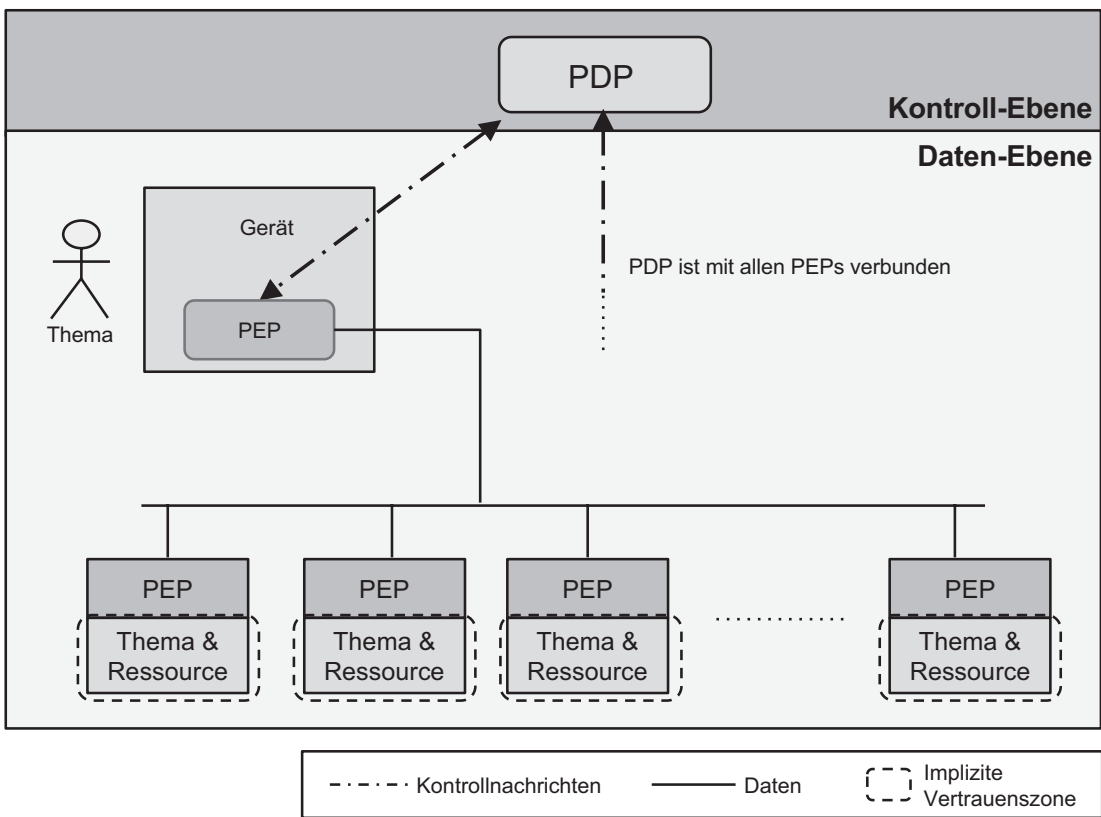 PDP
Kontroll-Ebene
Daten-Ebene
Gerät
PDP ist mit allen PEPs verbunden
Thema
PEP
PEP
PEP
PEP
PEP
Thema &
Ressource
Thema &
Ressource
Thema &
Ressource
Thema &
Ressource
Kontrollnachrichten
Daten
Implizite
Vertrauenszone